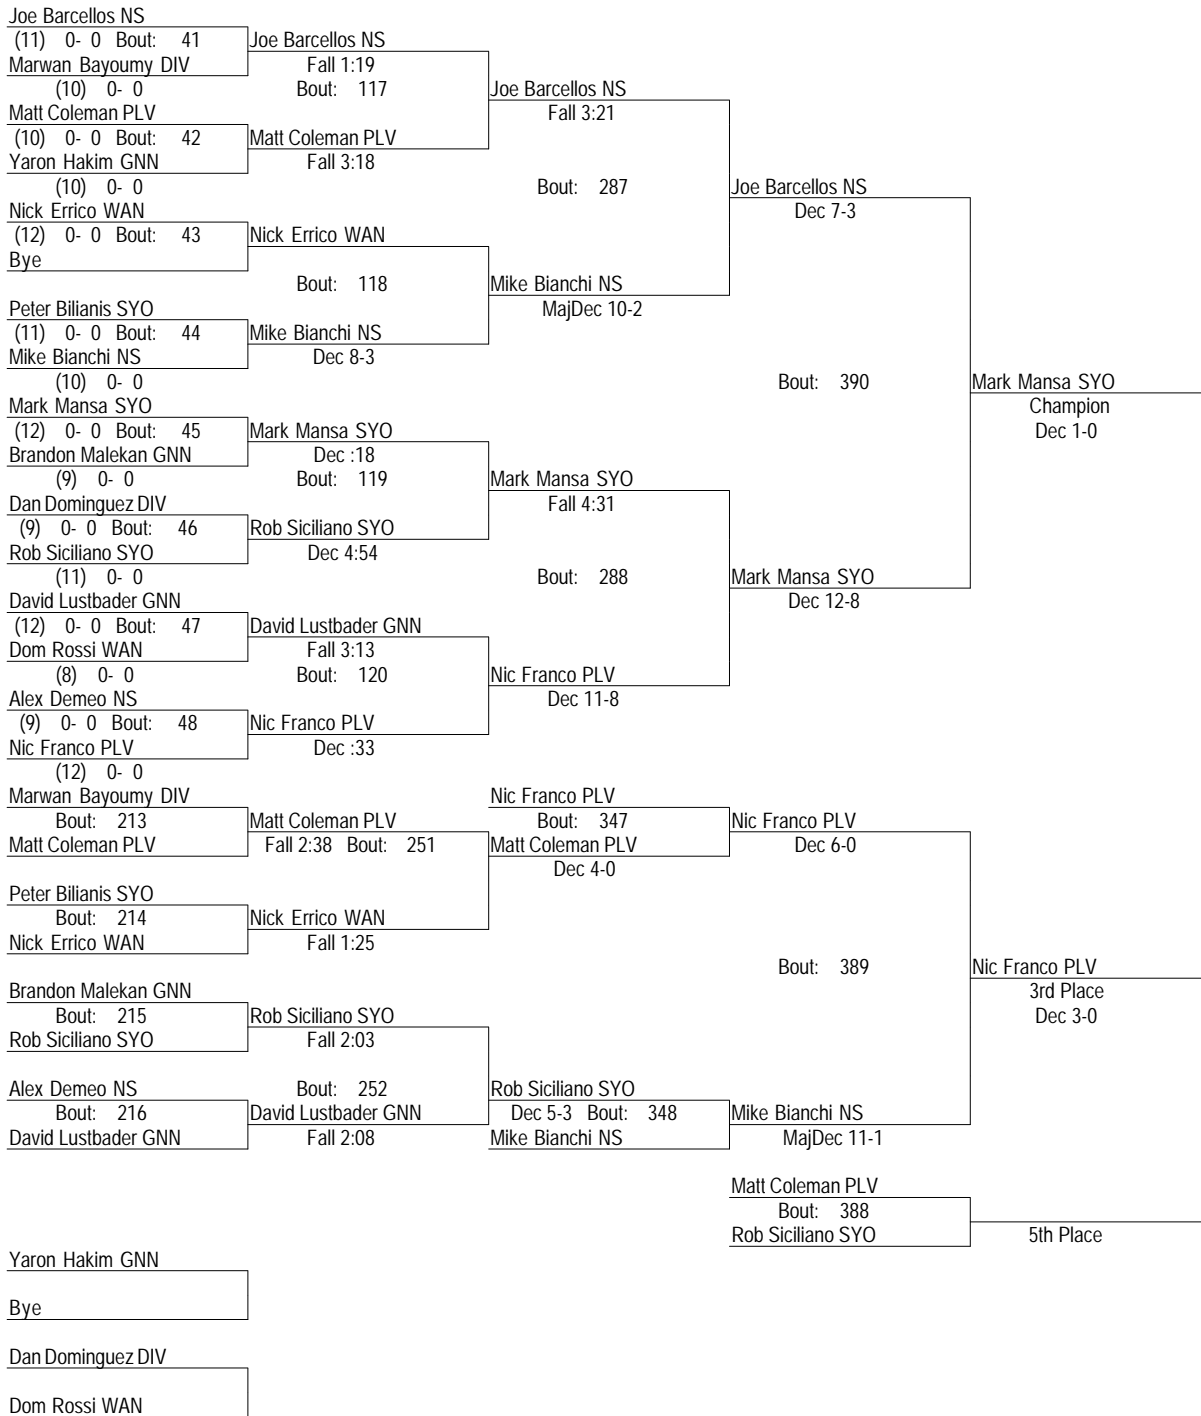 Joe Barcellos NS
(11) 0- 0 Bout: 41 Joe Barcellos NS
Marwan Bayoumy DIV Fall 1:19
(10) 0- 0 Bout: 117 Joe Barcellos NS
Matt Coleman PLV Fall 3:21
(10) 0- 0 Bout: 42 Matt Coleman PLV
Yaron Hakim GNN Fall 3:18
(10) 0- 0 Bout: 287 Joe Barcellos NS
Nick Errico WAN Dec 7-3
(12) 0- 0 Bout: 43 Nick Errico WAN
Bye
Bout: 118 Mike Bianchi NS
Peter Bilianis SYO MajDec 10-2
(11) 0- 0 Bout: 44 Mike Bianchi NS
Mike Bianchi NS Dec 8-3
(10) 0- 0 Bout: 390 Mark Mansa SYO
Mark Mansa SYO Champion
(12) 0- 0 Bout: 45 Mark Mansa SYO Dec 1-0
Brandon Malekan GNN Dec :18
(9) 0- 0 Bout: 119 Mark Mansa SYO
Dan Dominguez DIV Fall 4:31
(9) 0- 0 Bout: 46 Rob Siciliano SYO
Rob Siciliano SYO Dec 4:54
(11) 0- 0 Bout: 288 Mark Mansa SYO
David Lustbader GNN Dec 12-8
(12) 0- 0 Bout: 47 David Lustbader GNN
Dom Rossi WAN Fall 3:13
(8) 0- 0 Bout: 120 Nic Franco PLV
Alex Demeo NS Dec 11-8
(9) 0- 0 Bout: 48 Nic Franco PLV
Nic Franco PLV Dec :33
(12) 0- 0
Marwan Bayoumy DIV Nic Franco PLV
Bout: 213 Matt Coleman PLV Bout: 347 Nic Franco PLV
Matt Coleman PLV Fall 2:38 Bout: 251 Matt Coleman PLV Dec 6-0
Dec 4-0
Peter Bilianis SYO
Bout: 214 Nick Errico WAN
Nick Errico WAN Fall 1:25
Bout: 389 Nic Franco PLV
Brandon Malekan GNN 3rd Place
Bout: 215 Rob Siciliano SYO Dec 3-0
Rob Siciliano SYO Fall 2:03
Alex Demeo NS Bout: 252 Rob Siciliano SYO
Bout: 216 David Lustbader GNN Dec 5-3 Bout: 348 Mike Bianchi NS
David Lustbader GNN Fall 2:08 Mike Bianchi NS MajDec 11-1
Matt Coleman PLV
Bout: 388
Rob Siciliano SYO 5th Place
Yaron Hakim GNN
Bye
Dan Dominguez DIV
Dom Rossi WAN